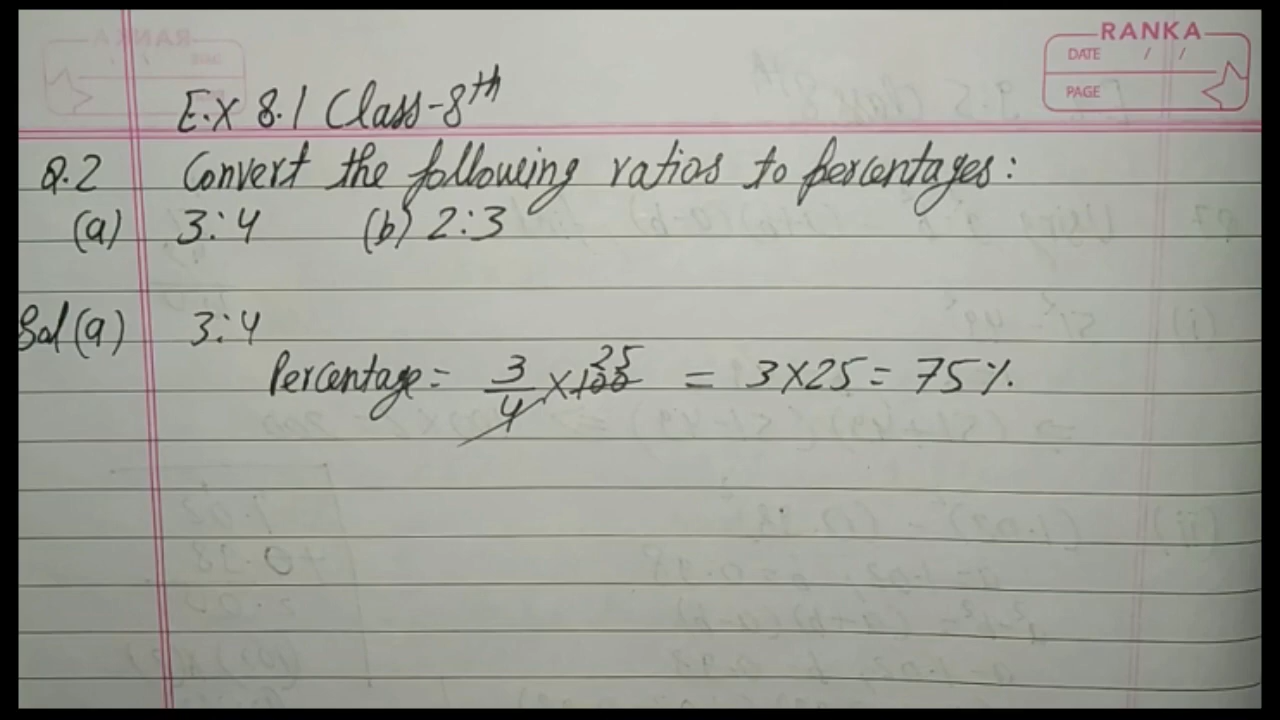 RANKA
DATE / /
PAGE
Ex 8.1 Class-8th
Q.2 Convert the following ratios to percentages:
(a) 3:4 (b) 2:3
Sol (a) 3:4
Percentage = 3/4 × 100 25 = 3×25 = 75%.